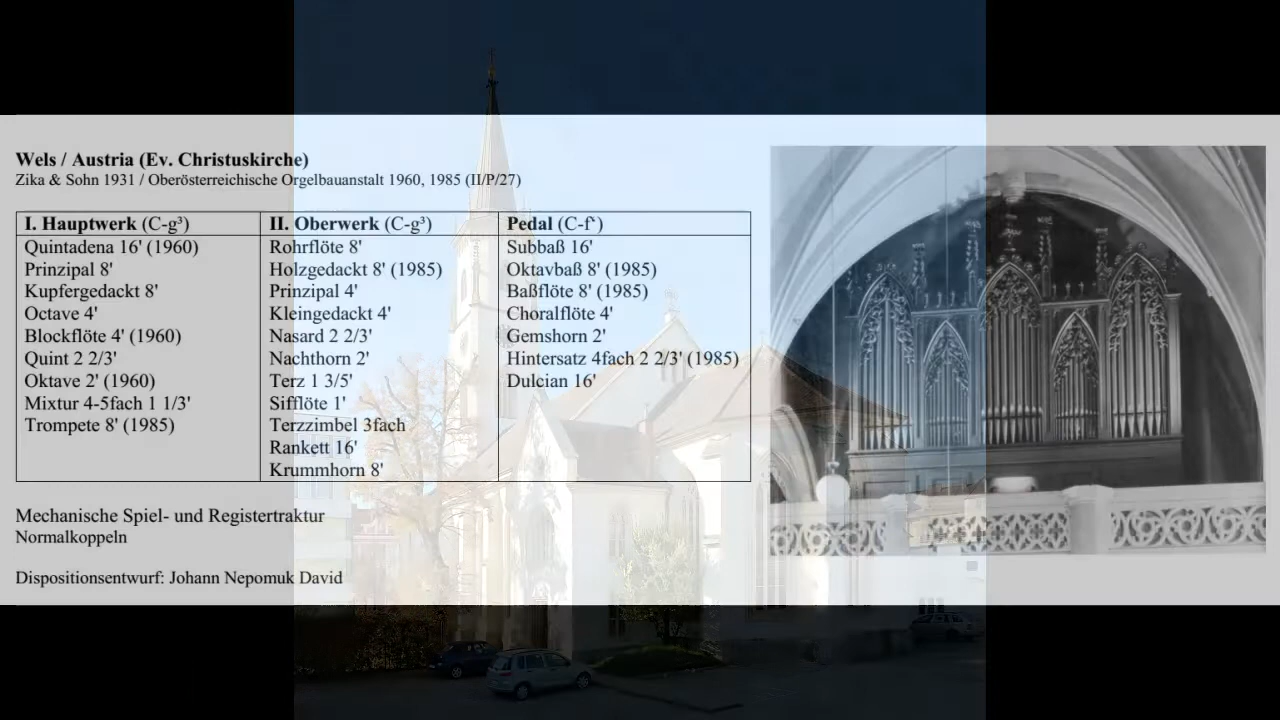 Wels / Austria (Ev. Christuskirche)
Zika & Sohn 1931 / Oberösterreichische Orgelbauanstalt 1960, 1985 (II/P/27)
I. Hauptwerk (C-g³)
Quintadena 16' (1960)
Prinzipal 8'
Kupfergedackt 8'
Octave 4'
Blockflöte 4' (1960)
Quint 2 2/3'
Oktave 2' (1960)
Mixtur 4-5fach 1 1/3'
Trompete 8' (1985)
II. Oberwerk (C-g³)
Rohrflöte 8'
Holzgedackt 8' (1985)
Prinzipal 4'
Kleingedackt 4'
Nasard 2 2/3'
Nachthorn 2'
Terz 1 3/5'
Sifflöte 1'
Terzzimbel 3fach
Rankett 16'
Krummhorn 8'
Pedal (C-f¹)
Subbaß 16'
Oktavbaß 8' (1985)
Baßflöte 8' (1985)
Choralflöte 4'
Gemshorn 2'
Hintersatz 4fach 2 2/3' (1985)
Dulcian 16'
Mechanische Spiel- und Registertraktur
Normalkoppeln
Dispositionsentwurf: Johann Nepomuk David